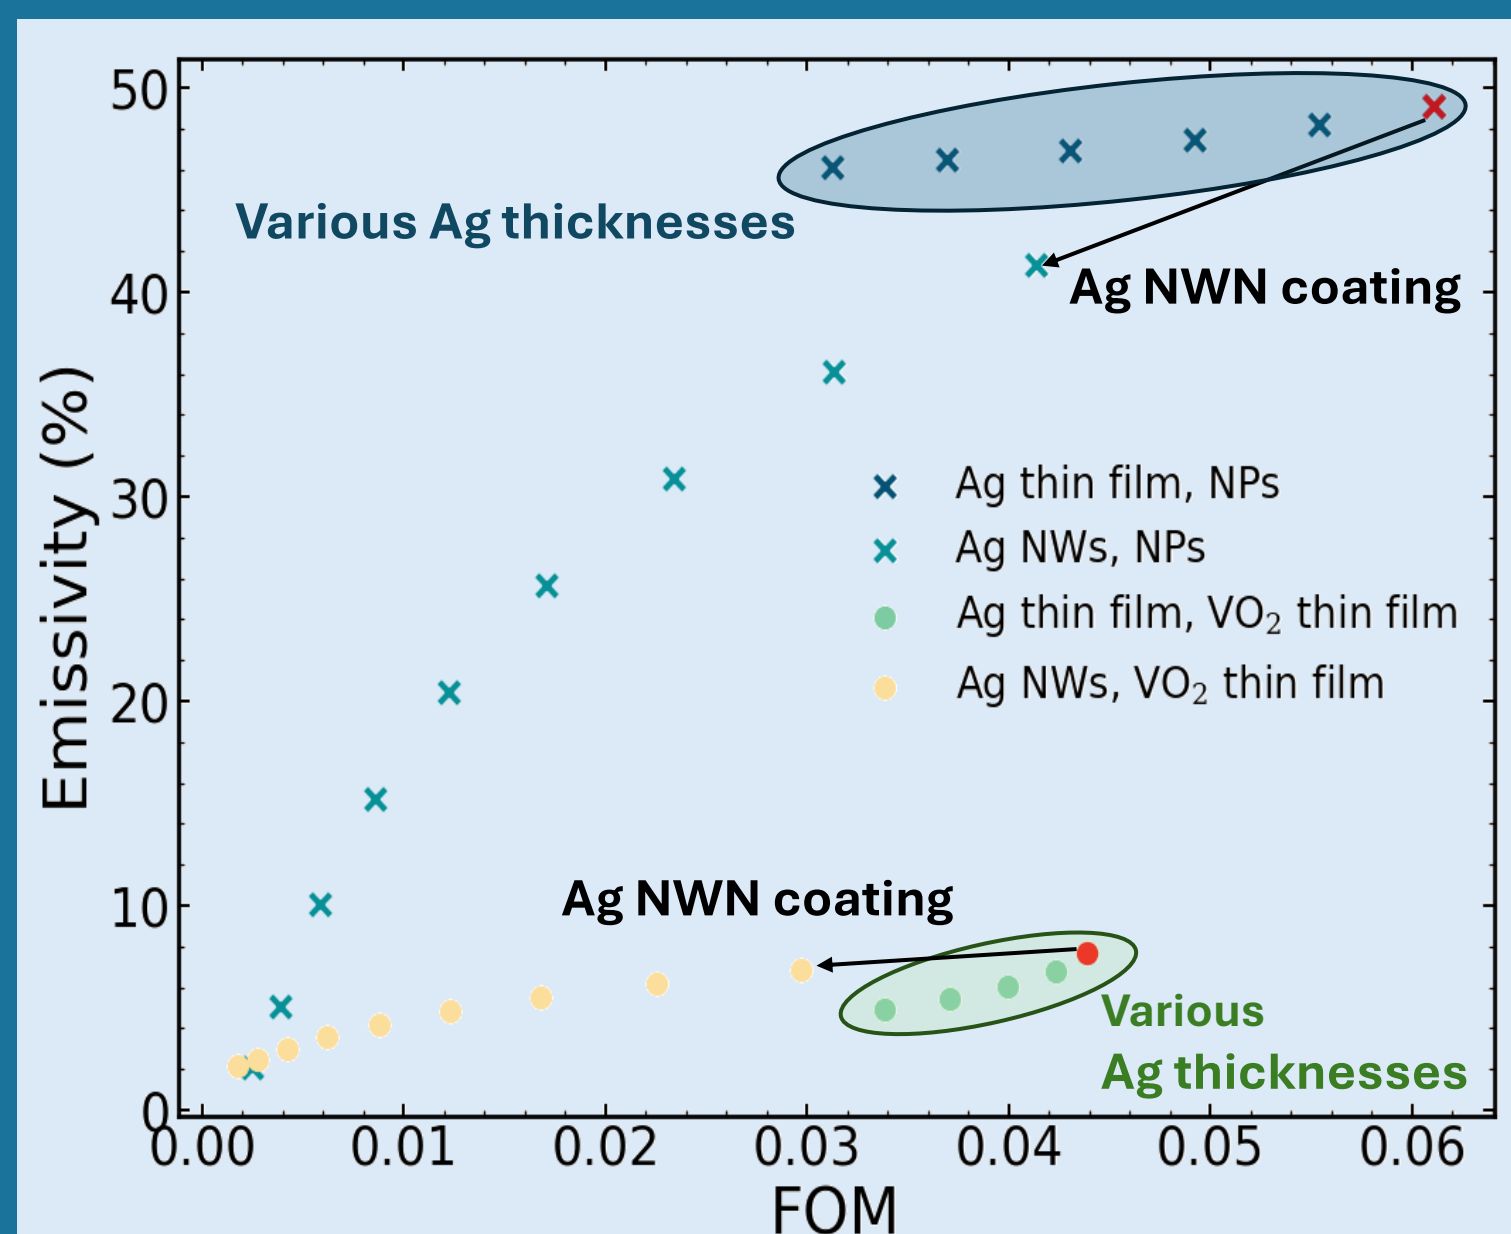 50
Various Ag thicknesses
40
Ag NWN coating
Emissivity (%)
30
Ag thin film, NPs
Ag NWs, NPs
Ag thin film, VO₂ thin film
20
Ag NWs, VO₂ thin film
10
Ag NWN coating
Various
Ag thicknesses
0
0.00 0.01 0.02 0.03 0.04 0.05 0.06
FOM